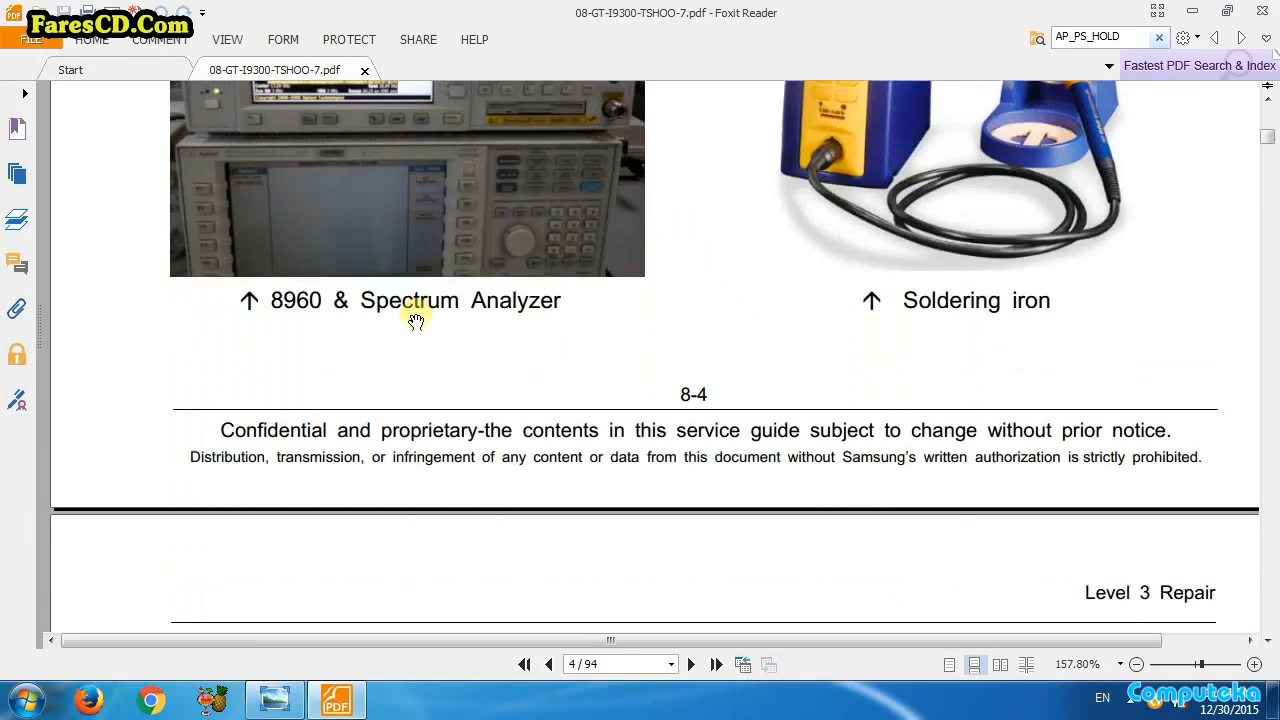 08-GT-I9300-TSHOO-7.pdf - Foxit Reader
FaresCD.Com
FILE HOME COMMENT VIEW FORM PROTECT SHARE HELP
AP_PS_HOLD
Start
08-GT-I9300-TSHOO-7.pdf
Fastest PDF Search & Index
↑ 8960 & Spectrum Analyzer
↑ Soldering iron
8-4
Confidential and proprietary-the contents in this service guide subject to change without prior notice.
Distribution, transmission, or infringement of any content or data from this document without Samsung's written authorization is strictly prohibited.
Level 3 Repair
4 / 94
157.80%
EN
Computeka
12/30/2015